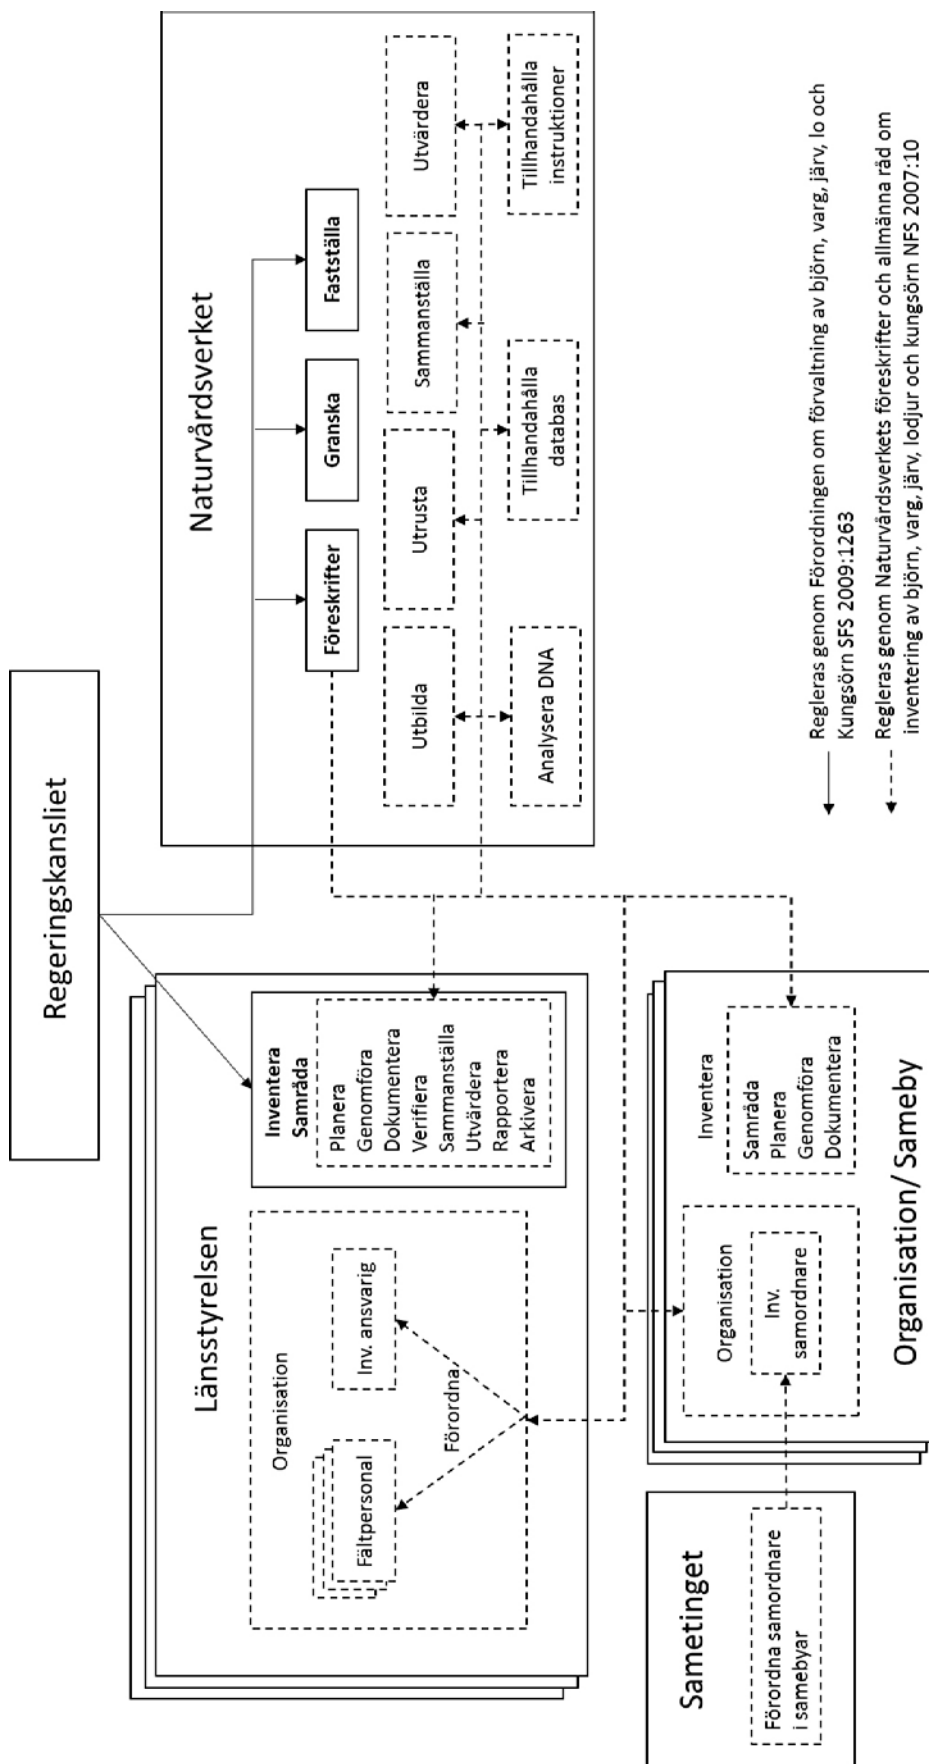 Regeringskansliet
Länsstyrelsen
Organisation
Fältpersonal
Inv. ansvarig
Förordna
Inventera
Samråda
Planera
Genomföra
Dokumentera
Verifiera
Sammanställa
Utvärdera
Rapportera
Arkivera
Naturvårdsverket
Föreskrifter
Granska
Fastställa
Utbilda
Utrusta
Sammanställa
Utvärdera
Analysera DNA
Tillhandahålla
databas
Tillhandahålla
instruktioner
Sametinget
Förordna samordnare
i samebyar
Organisation
Inv.
samordnare
Inventera
Samråda
Planera
Genomföra
Dokumentera
Organisation/ Sameby
Regleras genom Förordningen om förvaltning av björn, varg, järv, lo och
Kungsörn SFS 2009:1263
Regleras genom Naturvårdsverkets föreskrifter och allmänna råd om
inventering av björn, varg, järv, lodjur och kungsörn NFS 2007:10